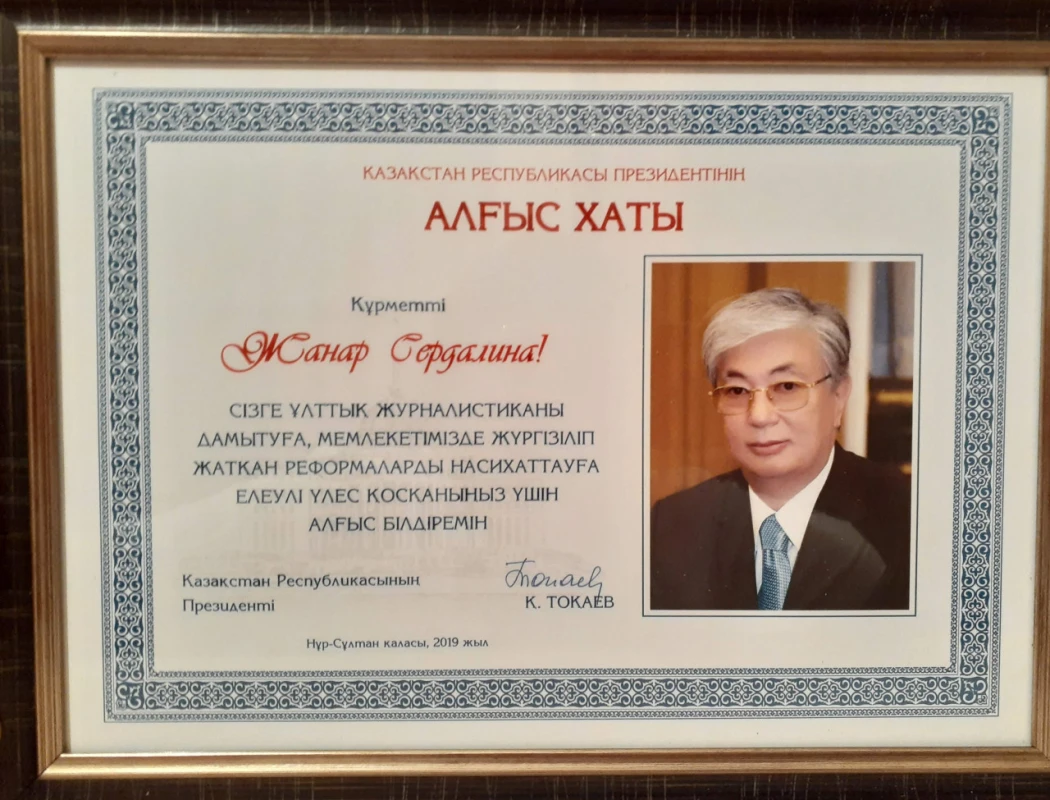 ҚАЗАҚСТАН РЕСПУБЛИКАСЫ ПРЕЗИДЕНТІНІҢ
АЛҒЫС ХАТЫ
Құрметті
Жанар Сердалина!
СІЗГЕ ҰЛТТЫҚ ЖУРНАЛИСТИКАНЫ
ДАМЫТУҒА, МЕМЛЕКЕТІМІЗДЕ ЖҮРГІЗІЛІП
ЖАТҚАН РЕФОРМАЛАРДЫ НАСИХАТТАУҒА
ЕЛЕУЛІ ҮЛЕС ҚОСҚАНЫҢЫЗ ҮШІН
АЛҒЫС БІЛДІРЕМІН
Қазақстан Республикасының
Президенті
Тоқаев
Қ. ТОҚАЕВ
Нұр-Сұлтан қаласы, 2019 жыл